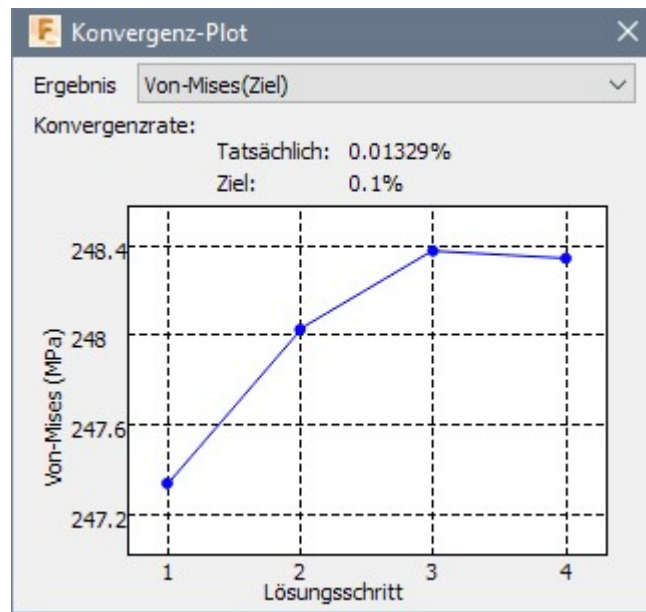 Konvergenz-Plot
Ergebnis Von-Mises(Ziel)
Konvergenzrate:
Tatsächlich: 0.01329%
Ziel: 0.1%
248.4
248
247.6
247.2
Von-Mises (MPa)
1 2 3 4
Lösungsschritt